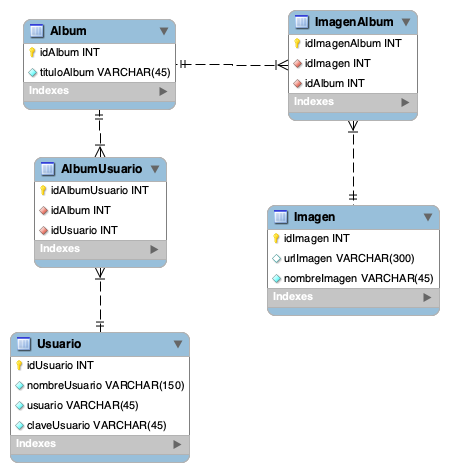 Album
idAlbum INT
tituloAlbum VARCHAR(45)
Indexes
ImagenAlbum
idImagenAlbum INT
idImagen INT
idAlbum INT
Indexes
AlbumUsuario
idAlbumUsuario INT
idAlbum INT
idUsuario INT
Indexes
Imagen
idImagen INT
urlImagen VARCHAR(300)
nombreImagen VARCHAR(45)
Indexes
Usuario
idUsuario INT
nombreUsuario VARCHAR(150)
usuario VARCHAR(45)
claveUsuario VARCHAR(45)
Indexes